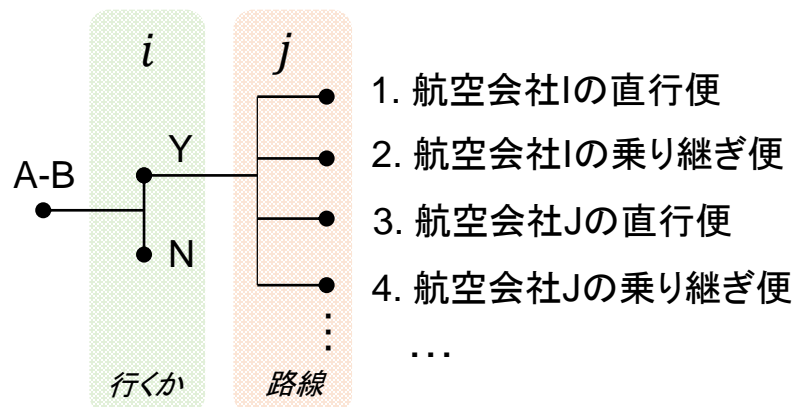 i
j
A-B
Y
N
1. 航空会社Iの直行便
2. 航空会社Iの乗り継ぎ便
3. 航空会社Jの直行便
4. 航空会社Jの乗り継ぎ便
⋮
...
行くか
路線